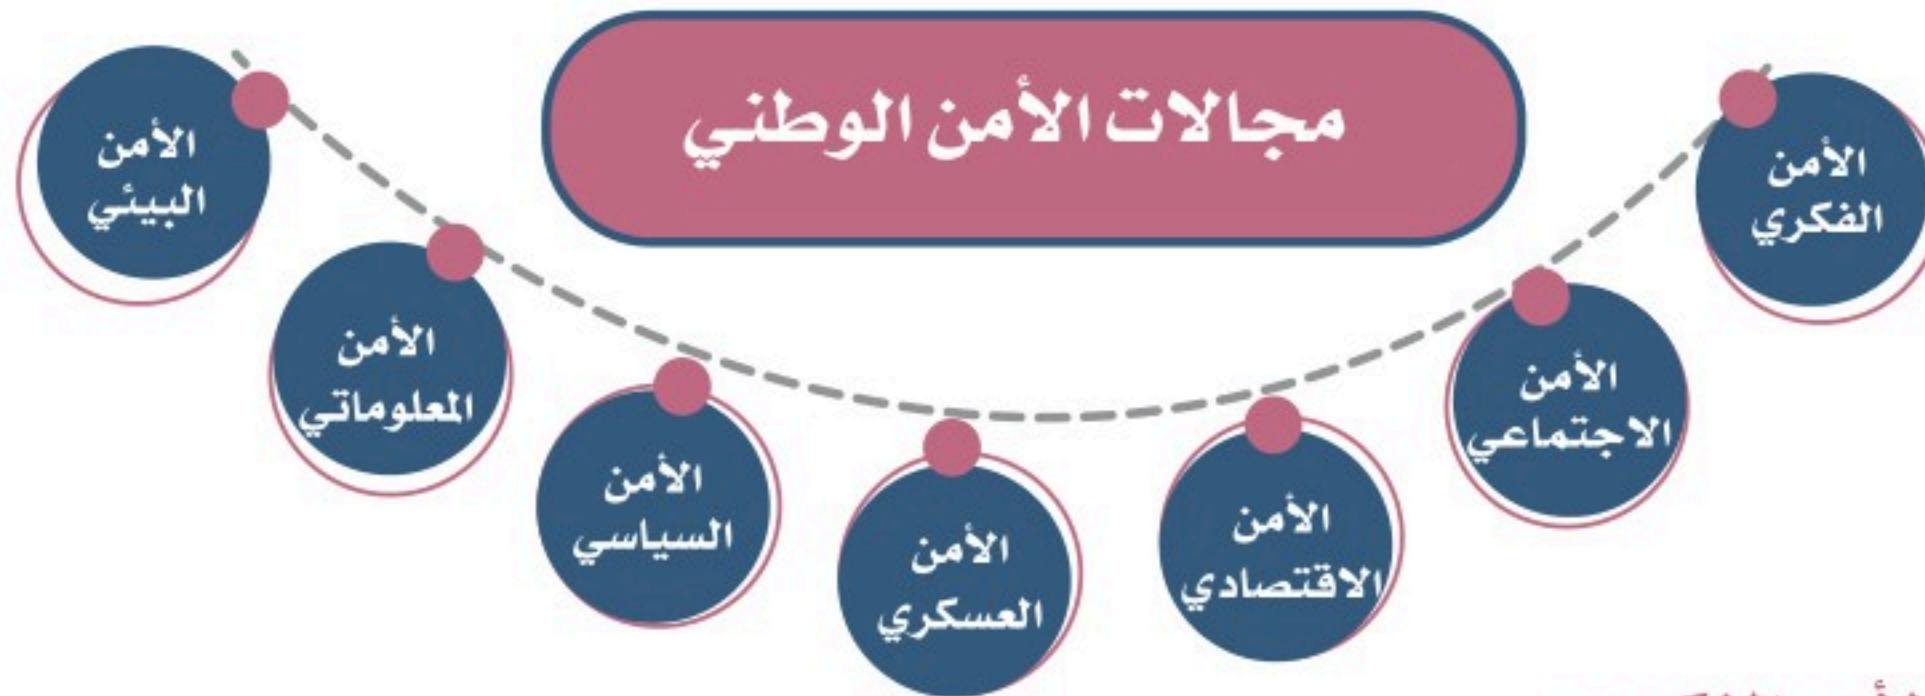 مجالات الأمن الوطني
الأمن
الفكري
الأمن
الاجتماعي
الأمن
الاقتصادي
الأمن
العسكري
الأمن
السياسي
الأمن
المعلوماتي
الأمن
البيئي